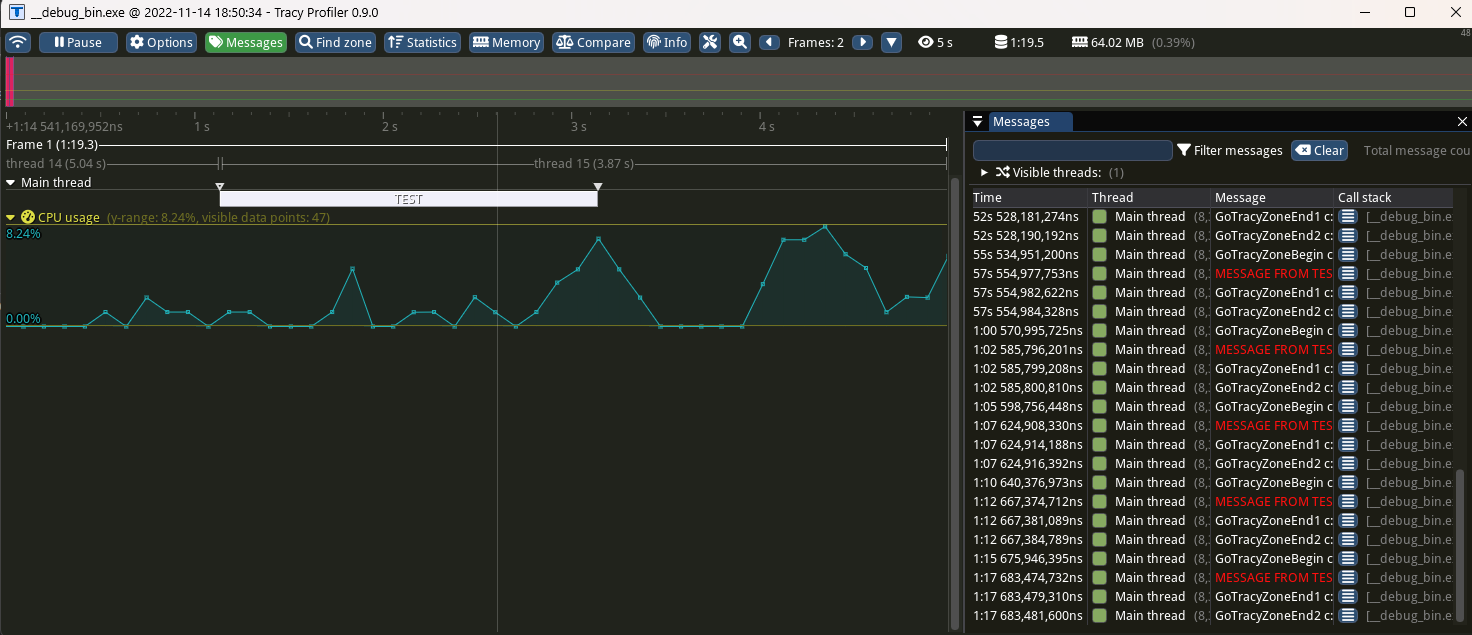 __debug_bin.exe @ 2022-11-14 18:50:34 - Tracy Profiler 0.9.0
Pause Options Messages Find zone Statistics Memory Compare Info Frames: 2 5 s 1:19.5 64.02 MB (0.39%) 48
+1:14 541,169,952ns 1 s 2 s 3 s 4 s
Frame 1 (1:19.3)
thread 14 (5.04 s) thread 15 (3.87 s)
Main thread
TEST
CPU usage (y-range: 8.24%, visible data points: 47)
8.24%
0.00%
Messages
Filter messages Clear Total message cou
Visible threads: (1)
Time Thread Message Call stack
52s 528,181,274ns Main thread (8, GoTracyZoneEnd1 c: [__debug_bin.e
52s 528,190,192ns Main thread (8, GoTracyZoneEnd2 c: [__debug_bin.e
55s 534,951,200ns Main thread (8, GoTracyZoneBegin c [__debug_bin.e
57s 554,977,753ns Main thread (8, MESSAGE FROM TES [__debug_bin.e
57s 554,982,622ns Main thread (8, GoTracyZoneEnd1 c: [__debug_bin.e
57s 554,984,328ns Main thread (8, GoTracyZoneEnd2 c: [__debug_bin.e
1:00 570,995,725ns Main thread (8, GoTracyZoneBegin c [__debug_bin.e
1:02 585,796,201ns Main thread (8, MESSAGE FROM TES [__debug_bin.e
1:02 585,799,208ns Main thread (8, GoTracyZoneEnd1 c: [__debug_bin.e
1:02 585,800,810ns Main thread (8, GoTracyZoneEnd2 c: [__debug_bin.e
1:05 598,756,448ns Main thread (8, GoTracyZoneBegin c [__debug_bin.e
1:07 624,908,330ns Main thread (8, MESSAGE FROM TES [__debug_bin.e
1:07 624,914,188ns Main thread (8, GoTracyZoneEnd1 c: [__debug_bin.e
1:07 624,916,392ns Main thread (8, GoTracyZoneEnd2 c: [__debug_bin.e
1:10 640,376,973ns Main thread (8, GoTracyZoneBegin c [__debug_bin.e
1:12 667,374,712ns Main thread (8, MESSAGE FROM TES [__debug_bin.e
1:12 667,381,089ns Main thread (8, GoTracyZoneEnd1 c: [__debug_bin.e
1:12 667,384,789ns Main thread (8, GoTracyZoneEnd2 c: [__debug_bin.e
1:15 675,946,395ns Main thread (8, GoTracyZoneBegin c [__debug_bin.e
1:17 683,474,732ns Main thread (8, MESSAGE FROM TES [__debug_bin.e
1:17 683,479,310ns Main thread (8, GoTracyZoneEnd1 c: [__debug_bin.e
1:17 683,481,600ns Main thread (8, GoTracyZoneEnd2 c: [__debug_bin.e